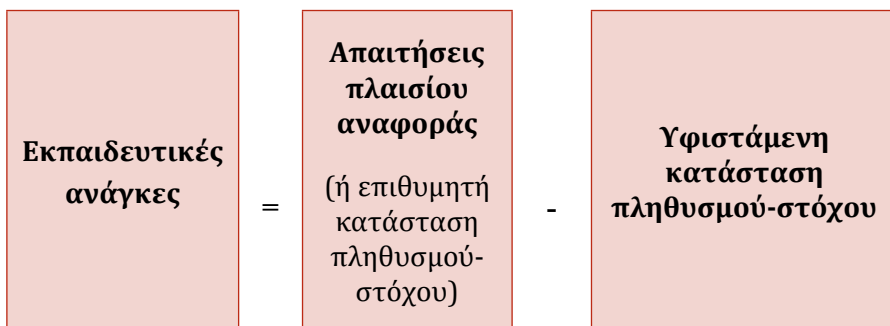 Εκπαιδευτικές
ανάγκες
=
Απαιτήσεις
πλαισίου
αναφοράς
(ή επιθυμητή
κατάσταση
πληθυσμού-
στόχου)
-
Υφιστάμενη
κατάσταση
πληθυσμού-στόχου